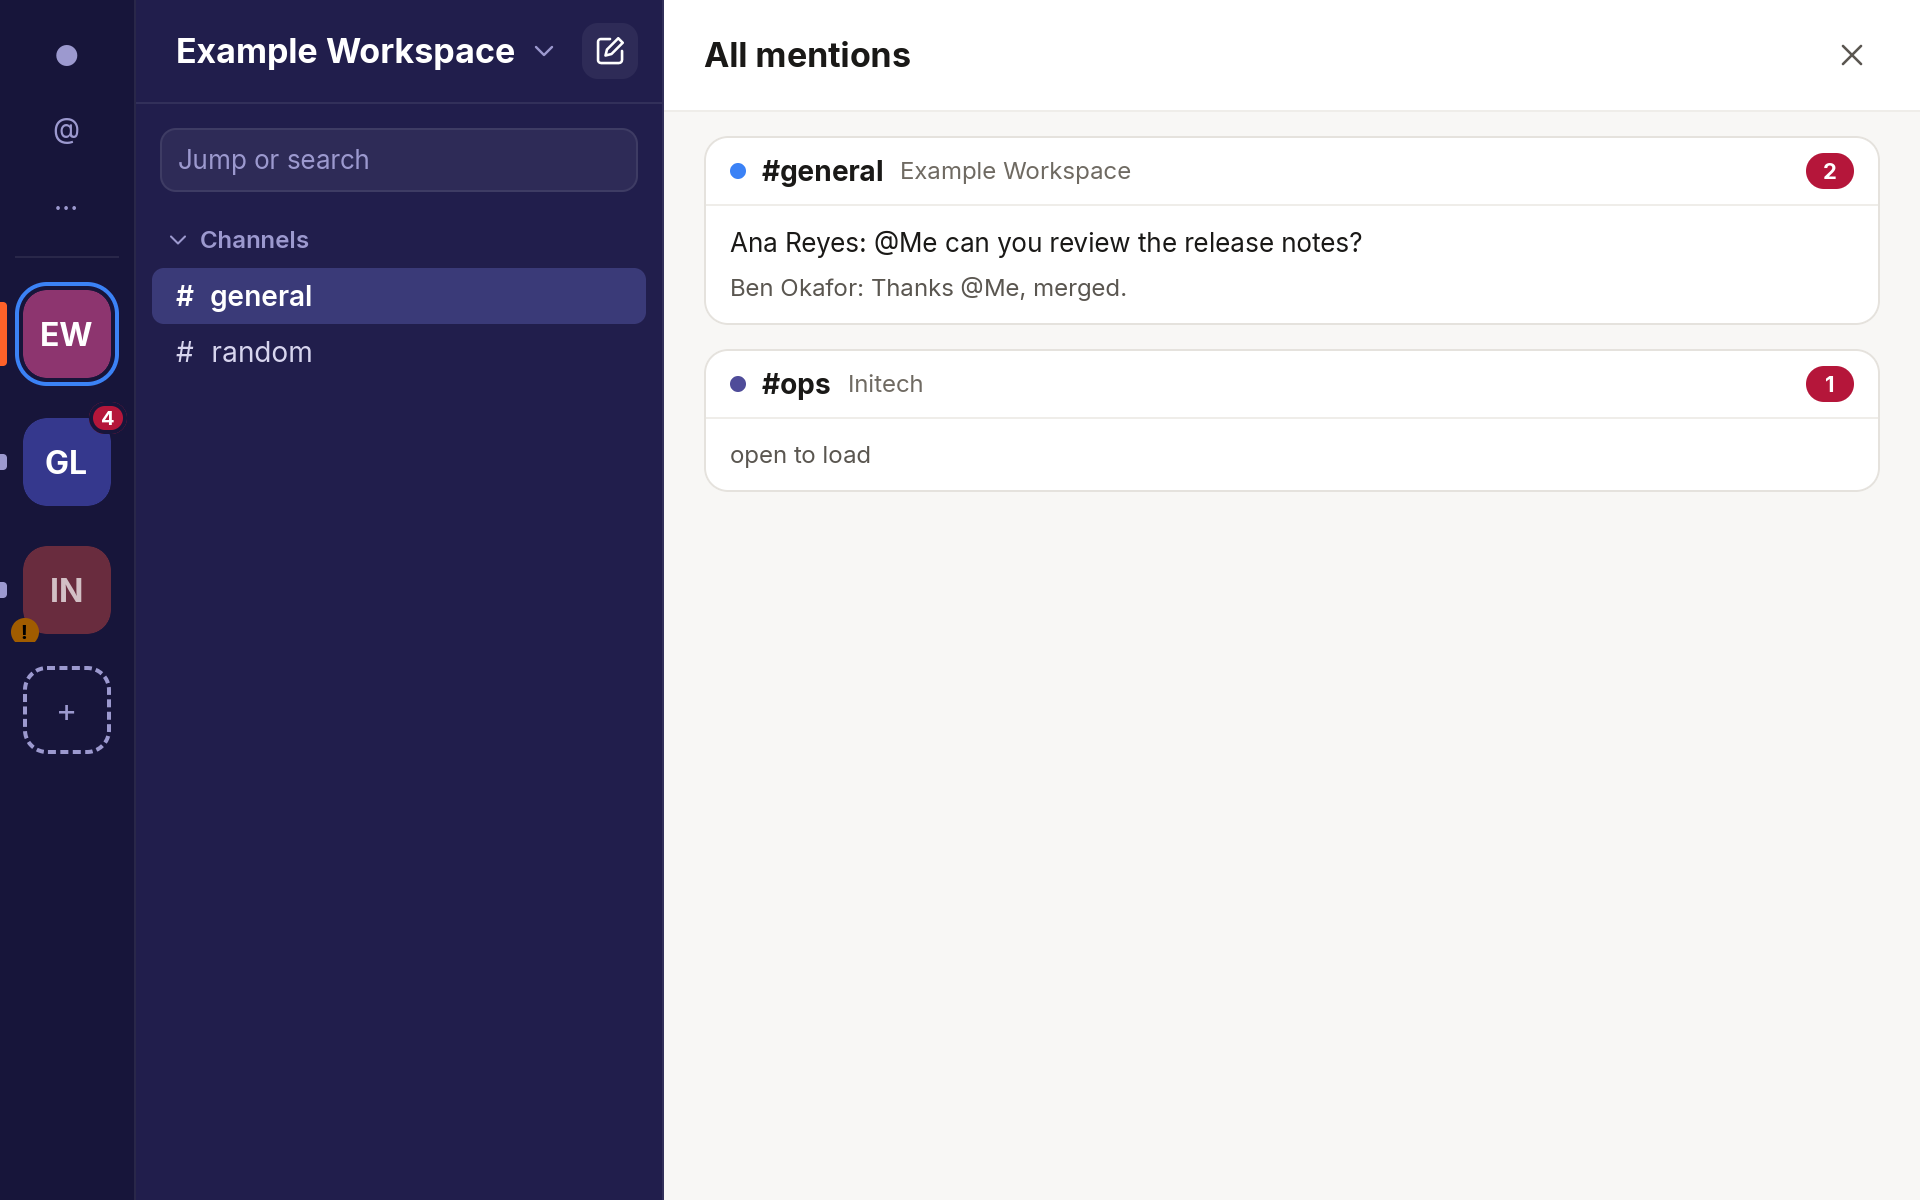 @
...
EW
4
GL
IN
!
+
Example Workspace
Jump or search
Channels
# general
# random
All mentions
#general Example Workspace 2
Ana Reyes: @Me can you review the release notes?
Ben Okafor: Thanks @Me, merged.
#ops Initech 1
open to load